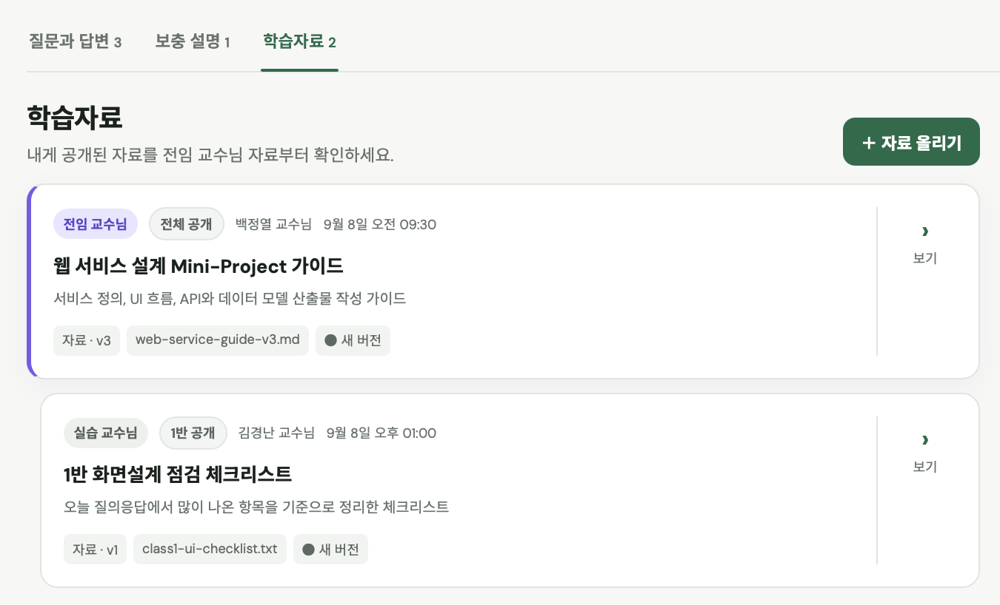 질문과 답변 3 보충 설명 1 학습자료 2
학습자료
내게 공개된 자료를 전임 교수님 자료부터 확인하세요.
+ 자료 올리기
전임 교수님 전체 공개 백정열 교수님 9월 8일 오전 09:30
웹 서비스 설계 Mini-Project 가이드
서비스 정의, UI 흐름, API와 데이터 모델 산출물 작성 가이드
자료 · v3 web-service-guide-v3.md ● 새 버전
›
보기
실습 교수님 1반 공개 김경난 교수님 9월 8일 오후 01:00
1반 화면설계 점검 체크리스트
오늘 질의응답에서 많이 나온 항목을 기준으로 정리한 체크리스트
자료 · v1 class1-ui-checklist.txt ● 새 버전
›
보기